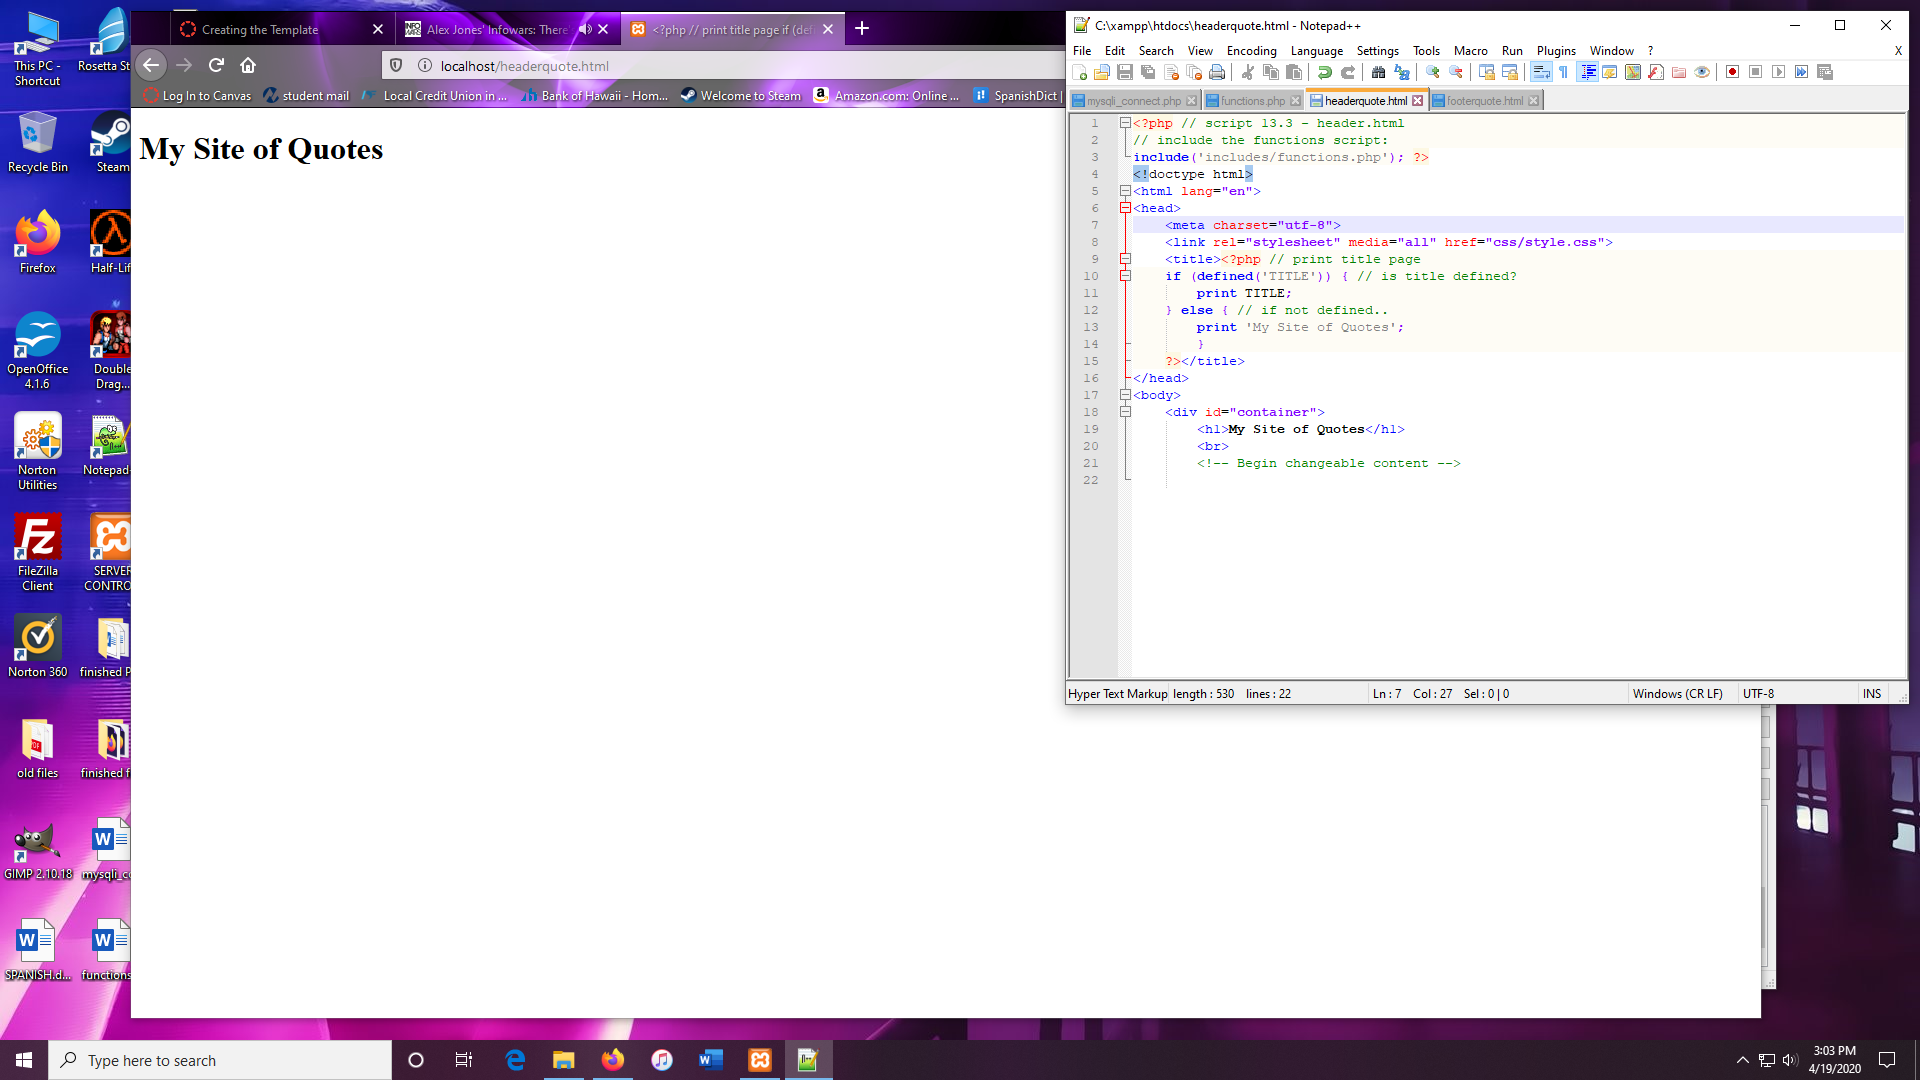 This PC - Shortcut
Rosetta St
Recycle Bin
Steam
Firefox
Half-Lif
OpenOffice 4.1.6
Double Drag...
Norton Utilities
Notepad
FileZilla Client
SERVER CONTRO
Norton 360
finished P
old files
finished f
GIMP 2.10.18
mysqli_co
SPANISH.d...
functions
Creating the Template
Alex Jones' Infowars: There'
<?php // print title page if (def
localhost/headerquote.html
Log In to Canvas
student mail
Local Credit Union in ...
Bank of Hawaii - Hom...
Welcome to Steam
Amazon.com: Online ...
SpanishDict |
My Site of Quotes
C:\xampp\htdocs\headerquote.html - Notepad++
File Edit Search View Encoding Language Settings Tools Macro Run Plugins Window ? X
mysqli_connect.php
functions.php
headerquote.html
footerquote.html
1 <?php // script 13.3 - header.html
2 // include the functions script:
3 include('includes/functions.php'); ?>
4 <!doctype html>
5 <html lang="en">
6 <head>
7 <meta charset="utf-8">
8 <link rel="stylesheet" media="all" href="css/style.css">
9 <title><?php // print title page
10 if (defined('TITLE')) { // is title defined?
11 print TITLE;
12 } else { // if not defined..
13 print 'My Site of Quotes';
14 }
15 ?></title>
16 </head>
17 <body>
18 <div id="container">
19 <h1>My Site of Quotes</h1>
20 <br>
21 <!-- Begin changeable content -->
22
Hyper Text Markup length : 530 lines : 22 Ln : 7 Col : 27 Sel : 0 | 0 Windows (CR LF) UTF-8 INS
Type here to search
3:03 PM
4/19/2020